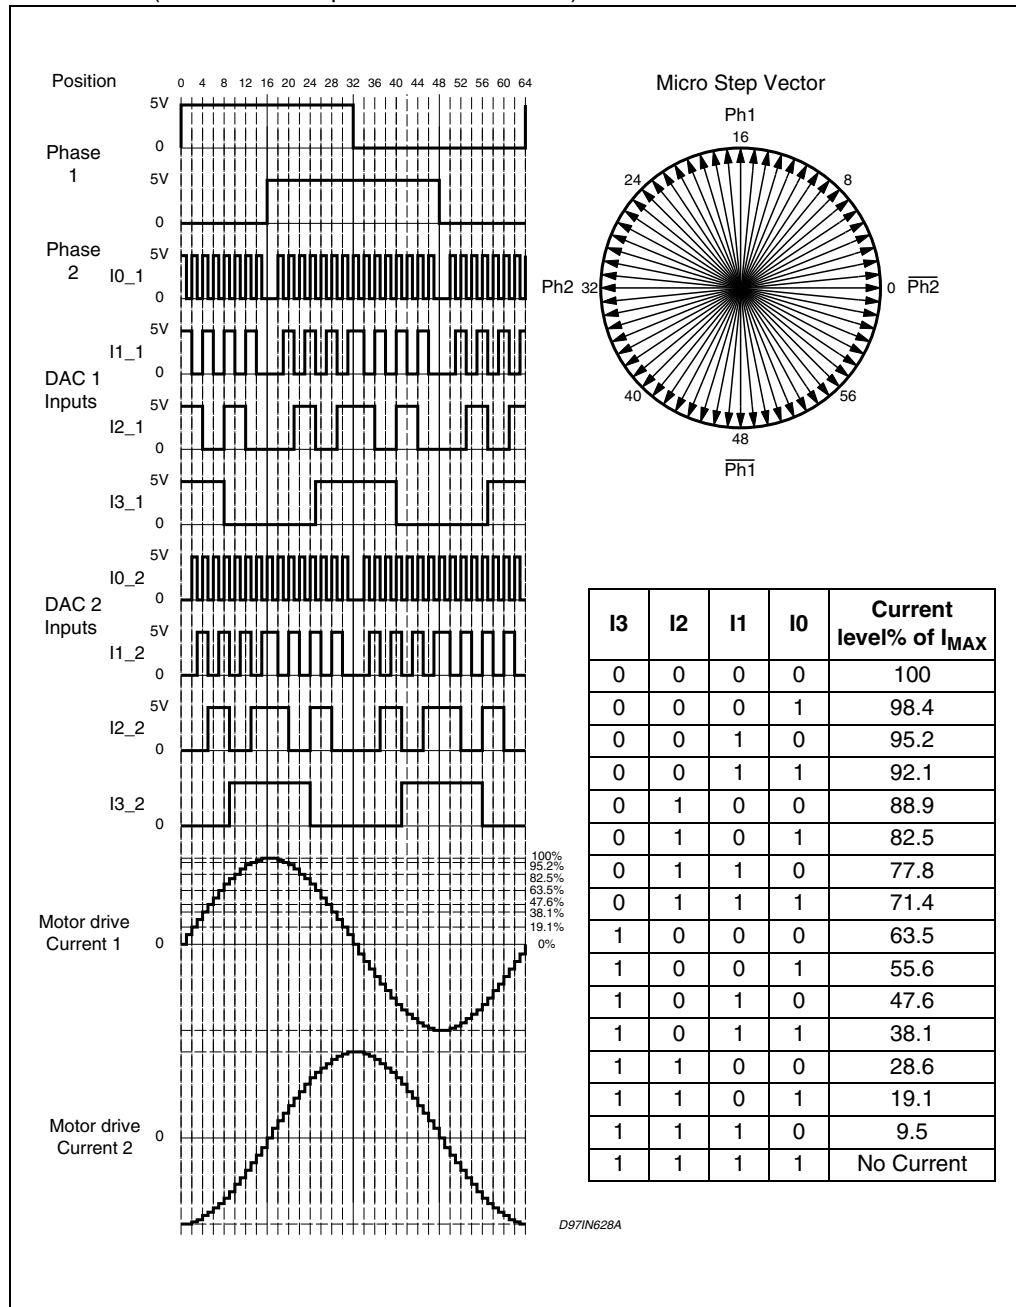 Position 0 4 8 12 16 20 24 28 32 36 40 44 48 52 56 60 64
5V
0
Phase
1
5V
0
Phase
2
5V
I0_1
0
5V
I1_1
0
DAC 1
Inputs
5V
I2_1
0
5V
I3_1
0
5V
I0_2
0
DAC 2
Inputs
5V
I1_2
0
5V
I2_2
0
I3_2
0
100%
95.2%
82.5%
63.5%
47.6%
38.1%
19.1%
0%
Motor drive
Current 1
0
Motor drive
Current 2
0
Micro Step Vector
Ph1
16
24
8
Ph2 32
0 Ph2
40
56
48
Ph1
I3 I2 I1 I0 Current level% of IMAX
0 0 0 0 100
0 0 0 1 98.4
0 0 1 0 95.2
0 0 1 1 92.1
0 1 0 0 88.9
0 1 0 1 82.5
0 1 1 0 77.8
0 1 1 1 71.4
1 0 0 0 63.5
1 0 0 1 55.6
1 0 1 0 47.6
1 0 1 1 38.1
1 1 0 0 28.6
1 1 0 1 19.1
1 1 1 0 9.5
1 1 1 1 No Current
D97IN628A